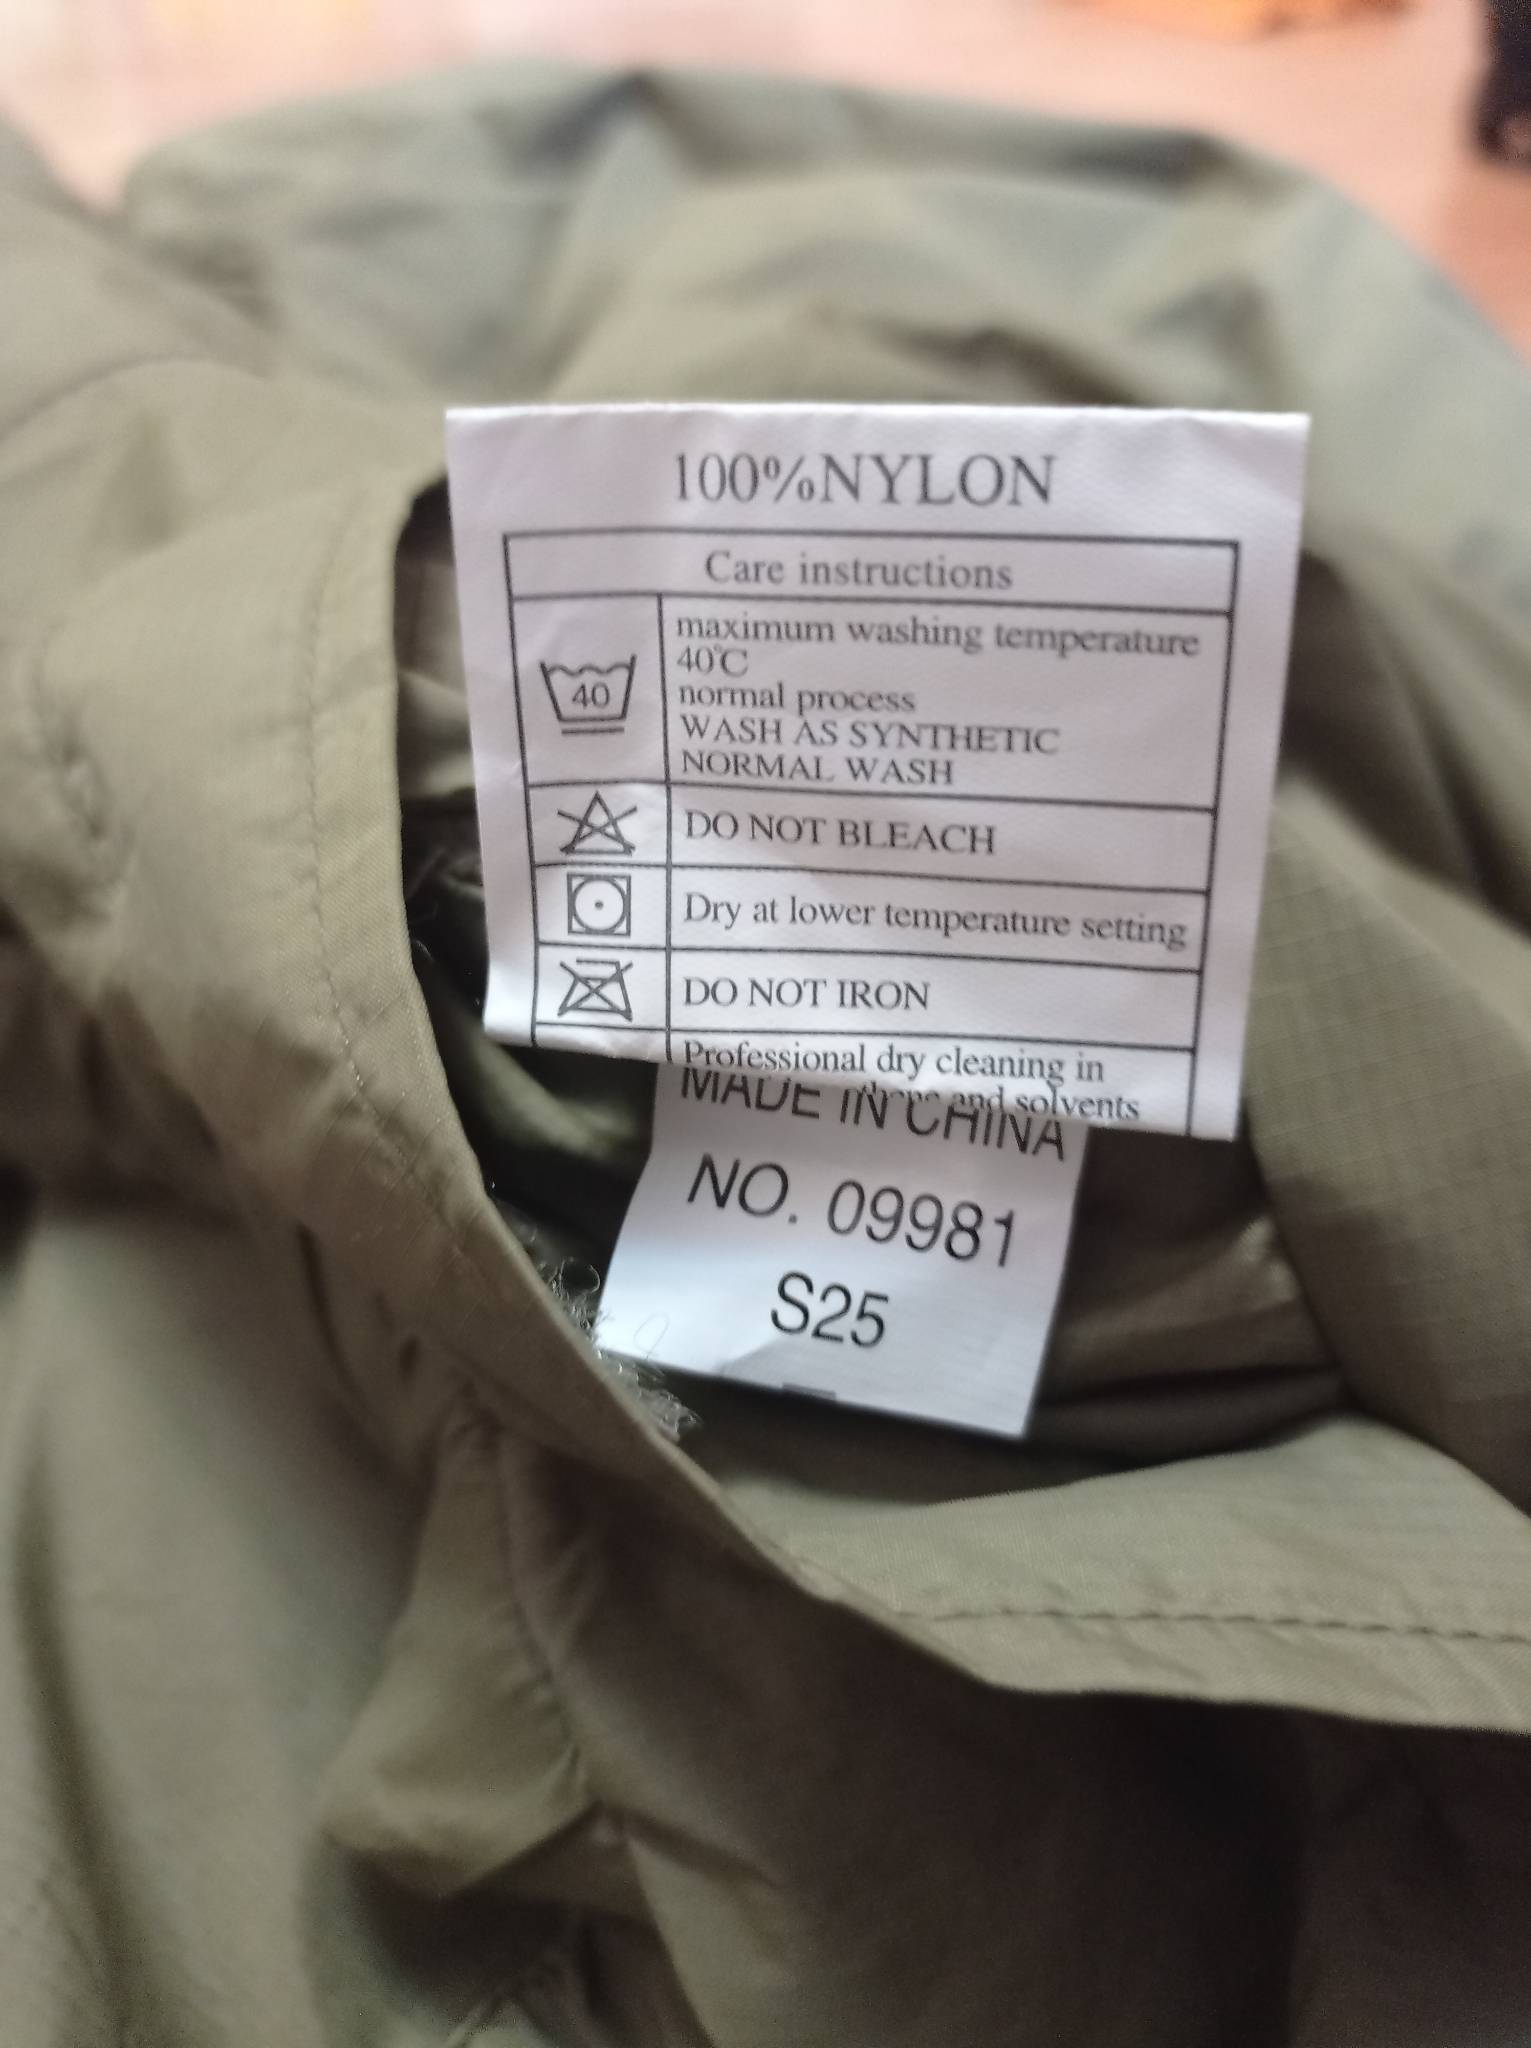 100%NYLON
Care instructions
maximum washing temperature
40℃
normal process
WASH AS SYNTHETIC
NORMAL WASH
40
DO NOT BLEACH
Dry at lower temperature setting
DO NOT IRON
Professional dry cleaning in
and solvents
MADE IN CHINA
NO. 09981
S25